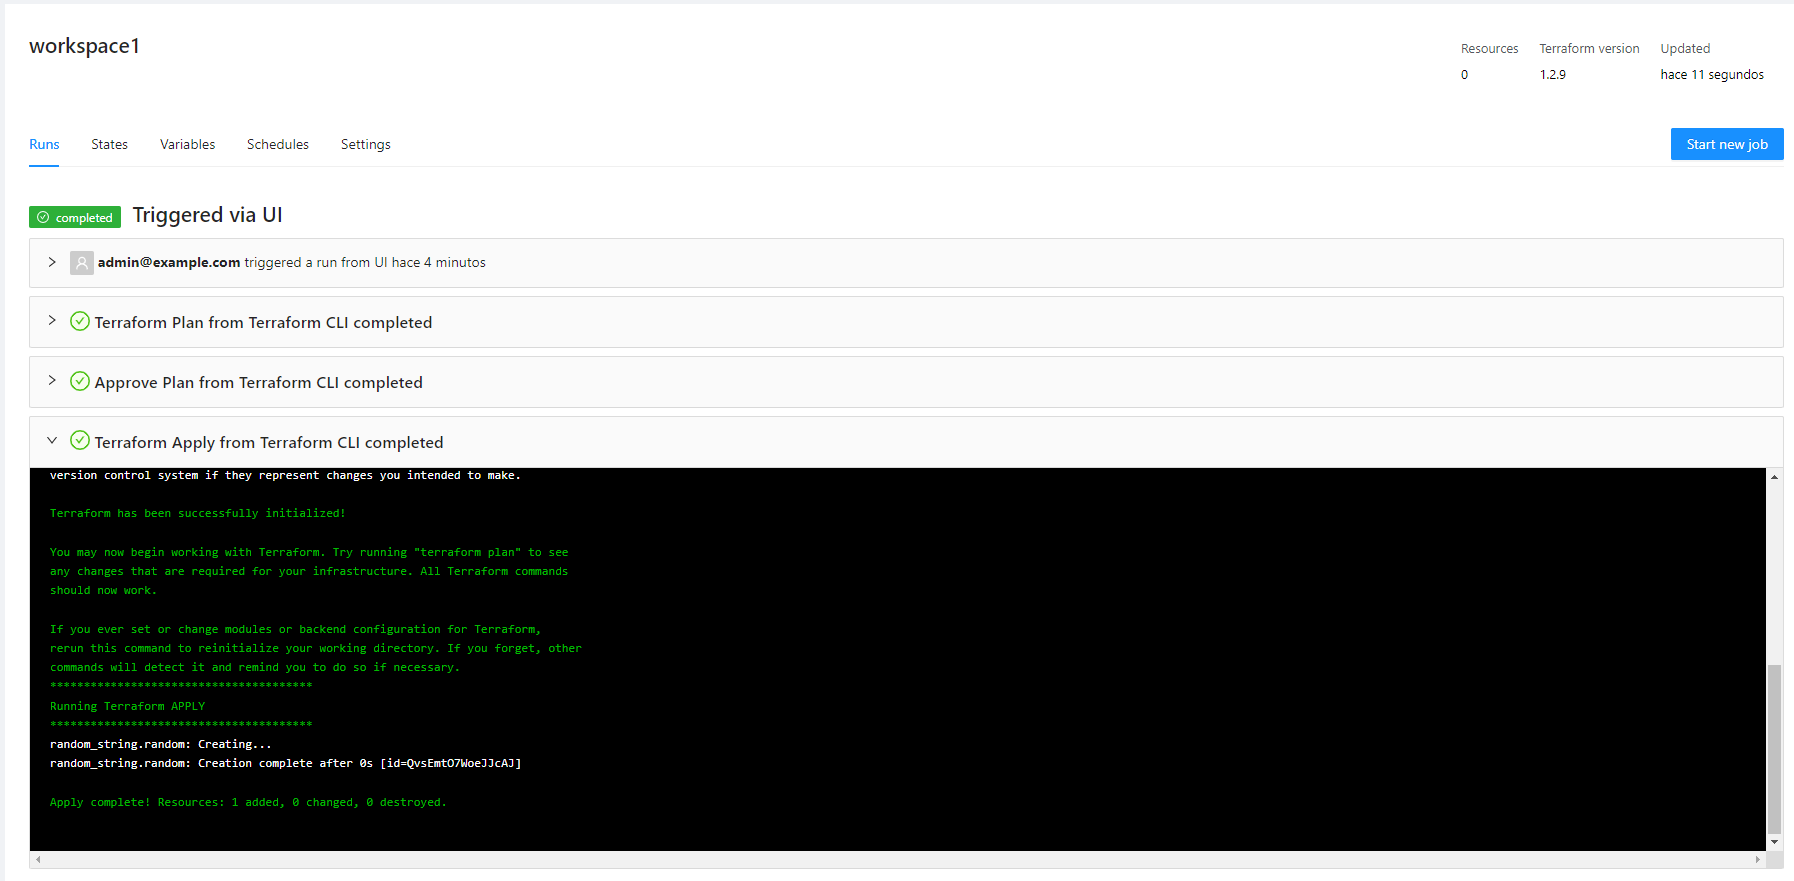 workspace1
Resources Terraform version Updated
0 1.2.9 hace 11 segundos
Runs States Variables Schedules Settings Start new job
completed Triggered via UI
admin@example.com triggered a run from UI hace 4 minutos
Terraform Plan from Terraform CLI completed
Approve Plan from Terraform CLI completed
Terraform Apply from Terraform CLI completed
version control system if they represent changes you intended to make.
Terraform has been successfully initialized!
You may now begin working with Terraform. Try running "terraform plan" to see
any changes that are required for your infrastructure. All Terraform commands
should now work.
If you ever set or change modules or backend configuration for Terraform,
rerun this command to reinitialize your working directory. If you forget, other
commands will detect it and remind you to do so if necessary.
***************************************
Running Terraform APPLY
***************************************
random_string.random: Creating...
random_string.random: Creation complete after 0s [id=QvsEmtO7WoeJJcAJ]
Apply complete! Resources: 1 added, 0 changed, 0 destroyed.